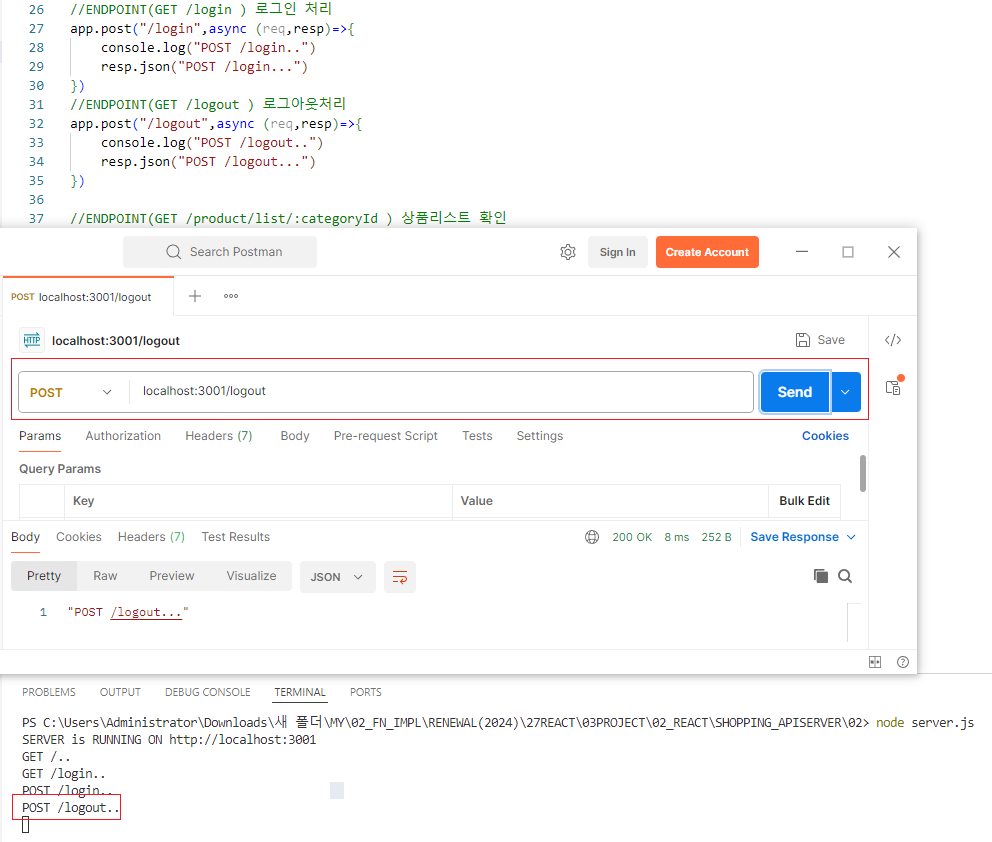 26 //ENDPOINT(GET /login ) 로그인 처리
27 app.post("/login",async (req,resp)=>{
28 console.log("POST /login..")
29 resp.json("POST /login...")
30 })
31 //ENDPOINT(GET /logout ) 로그아웃처리
32 app.post("/logout",async (req,resp)=>{
33 console.log("POST /logout..")
34 resp.json("POST /logout...")
35 })
36
37 //ENDPOINT(GET /product/list/:categoryId ) 상품리스트 확인
Search Postman Sign In Create Account
POST localhost:3001/logout
HTTP localhost:3001/logout Save
POST localhost:3001/logout Send
Params Authorization Headers (7) Body Pre-request Script Tests Settings Cookies
Query Params
Key Value Bulk Edit
Body Cookies Headers (7) Test Results 200 OK 8 ms 252 B Save Response
Pretty Raw Preview Visualize JSON
1 "POST /logout..."
PROBLEMS OUTPUT DEBUG CONSOLE TERMINAL PORTS
PS C:\Users\Administrator\Downloads\새 폴더\MY\02_FN_IMPL\RENEWAL(2024)\27REACT\03PROJECT\02_REACT\SHOPPING_APISERVER\02> node server.js
SERVER is RUNNING ON http://localhost:3001
GET /..
GET /login..
POST /login..
POST /logout..